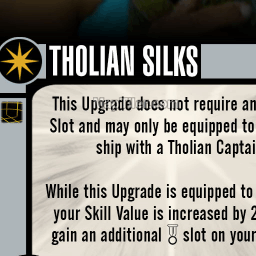 THOLIAN SILKS
This Upgrade does not require an
Slot and may only be equipped to
ship with a Tholian Captai
While this Upgrade is equipped to
your Skill Value is increased by 2
gain an additional slot on your